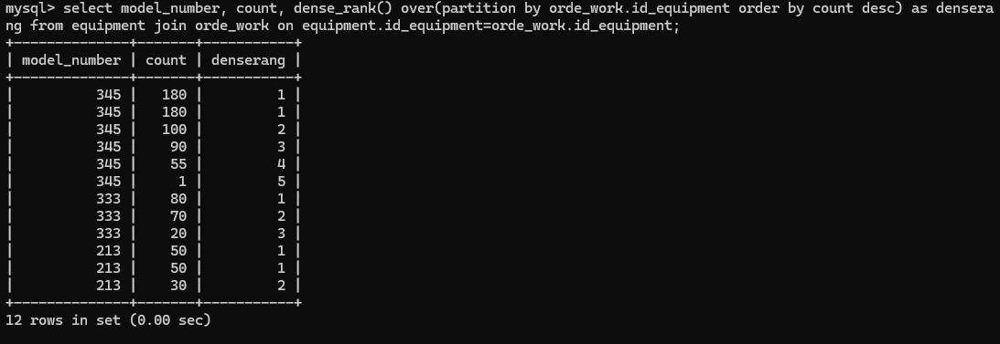 mysql> select model_number, count, dense_rank() over(partition by orde_work.id_equipment order by count desc) as densera
ng from equipment join orde_work on equipment.id_equipment=orde_work.id_equipment;
+--------------+-------+-----------+
| model_number | count | denserang |
+--------------+-------+-----------+
|          345 |   180 |         1 |
|          345 |   180 |         1 |
|          345 |   100 |         2 |
|          345 |    90 |         3 |
|          345 |    55 |         4 |
|          345 |     1 |         5 |
|          333 |    80 |         1 |
|          333 |    70 |         2 |
|          333 |    20 |         3 |
|          213 |    50 |         1 |
|          213 |    50 |         1 |
|          213 |    30 |         2 |
+--------------+-------+-----------+
12 rows in set (0.00 sec)